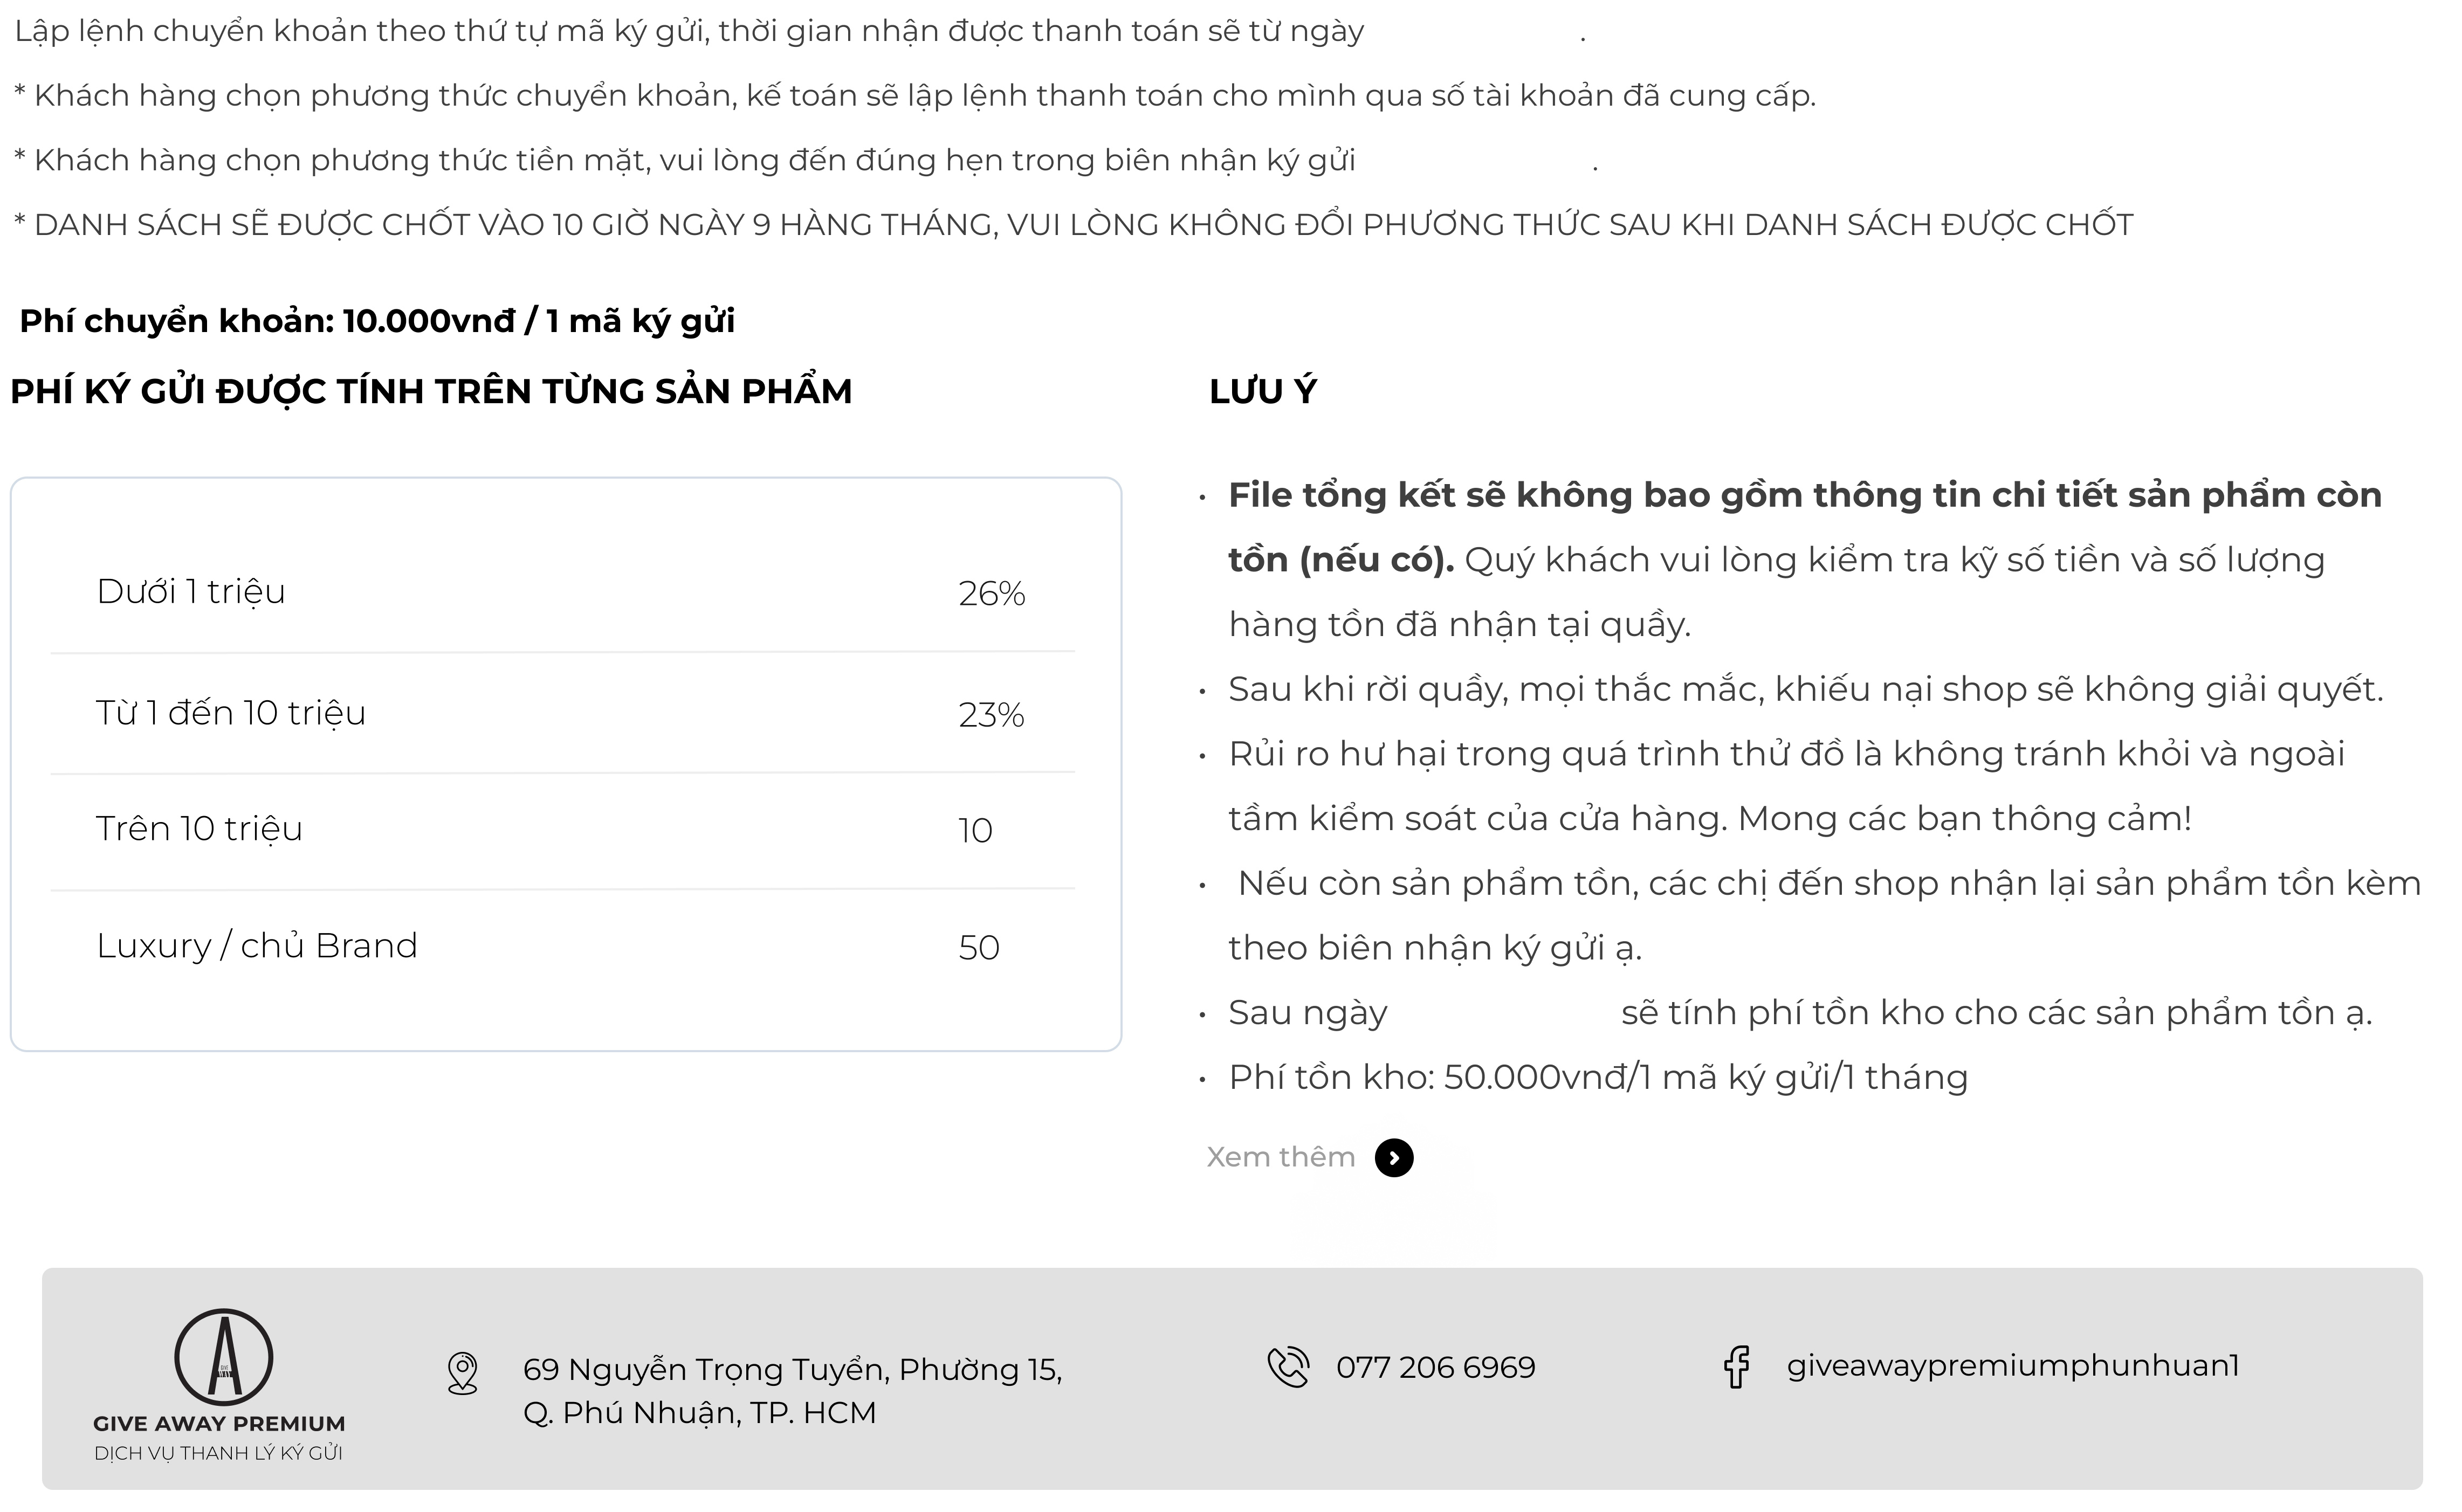 Lập lệnh chuyển khoản theo thứ tự mã ký gửi, thời gian nhận được thanh toán sẽ từ ngày .
* Khách hàng chọn phương thức chuyển khoản, kế toán sẽ lập lệnh thanh toán cho mình qua số tài khoản đã cung cấp.
* Khách hàng chọn phương thức tiền mặt, vui lòng đến đúng hẹn trong biên nhận ký gửi .
* DANH SÁCH SẼ ĐƯỢC CHỐT VÀO 10 GIỜ NGÀY 9 HÀNG THÁNG, VUI LÒNG KHÔNG ĐỔI PHƯƠNG THỨC SAU KHI DANH SÁCH ĐƯỢC CHỐT
Phí chuyển khoản: 10.000vnđ / 1 mã ký gửi
PHÍ KÝ GỬI ĐƯỢC TÍNH TRÊN TỪNG SẢN PHẨM
Dưới 1 triệu 26%
Từ 1 đến 10 triệu 23%
Trên 10 triệu 10
Luxury / chủ Brand 50
LƯU Ý
• File tổng kết sẽ không bao gồm thông tin chi tiết sản phẩm còn
tồn (nếu có). Quý khách vui lòng kiểm tra kỹ số tiền và số lượng
hàng tồn đã nhận tại quầy.
• Sau khi rời quầy, mọi thắc mắc, khiếu nại shop sẽ không giải quyết.
• Rủi ro hư hại trong quá trình thử đồ là không tránh khỏi và ngoài
tầm kiểm soát của cửa hàng. Mong các bạn thông cảm!
• Nếu còn sản phẩm tồn, các chị đến shop nhận lại sản phẩm tồn kèm
theo biên nhận ký gửi ạ.
• Sau ngày sẽ tính phí tồn kho cho các sản phẩm tồn ạ.
• Phí tồn kho: 50.000vnđ/1 mã ký gửi/1 tháng
Xem thêm
GIVE AWAY PREMIUM
DỊCH VỤ THANH LÝ KÝ GỬI
69 Nguyễn Trọng Tuyển, Phường 15,
Q. Phú Nhuận, TP. HCM
077 206 6969
giveawaypremiumphunhuan1